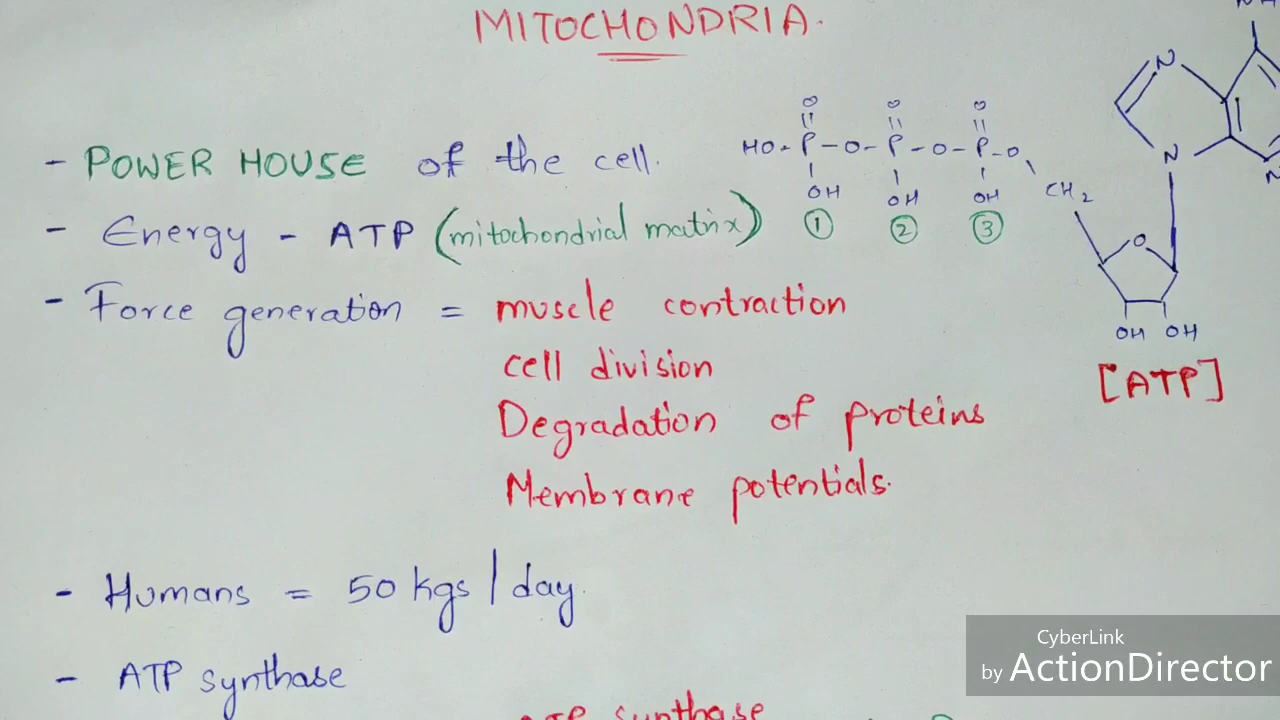 MITOCHONDRIA.
- POWER HOUSE of the cell.
- Energy - ATP (mitochondrial matrix)
- Force generation = muscle contraction
cell division
Degradation of proteins
Membrane potentials.
- Humans = 50 kgs / day.
- ATP synthase
ATP synthase
O O O
HO-P-O-P-O-P-O
OH OH OH
1 2 3
CH2
N
N
O
OH OH
[ATP]
CyberLink
by ActionDirector